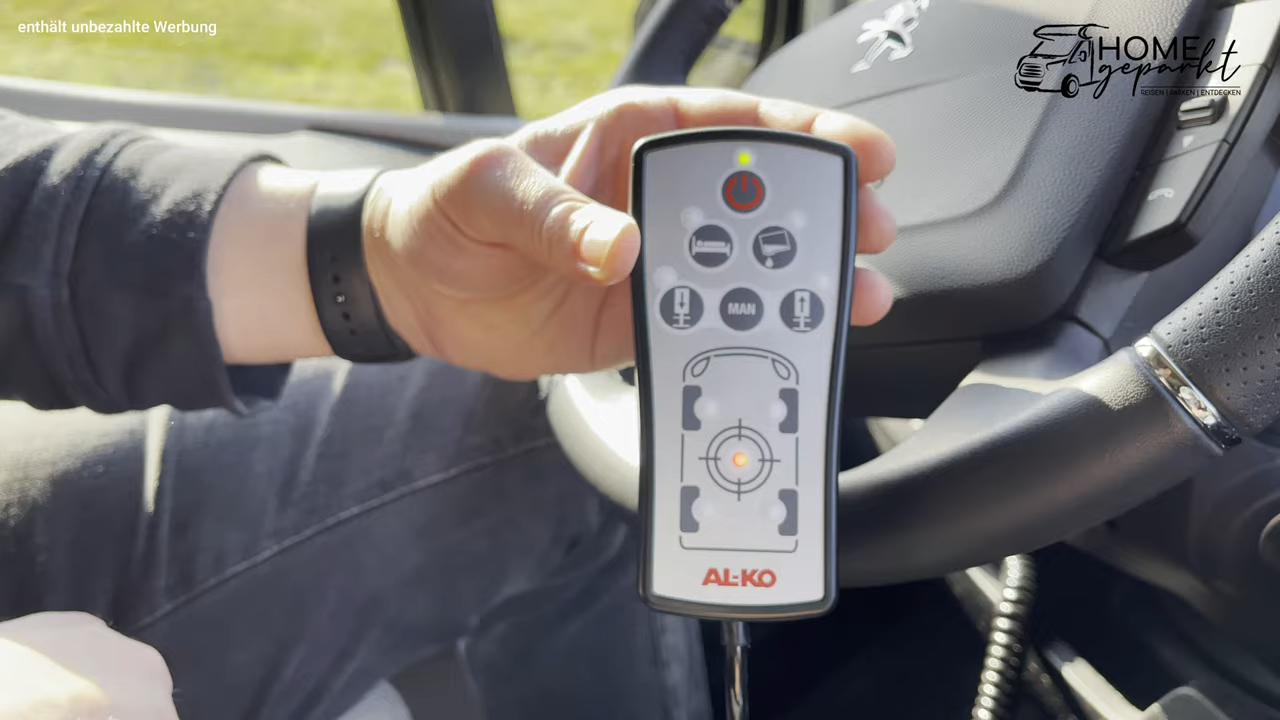 enthält unbezahlte Werbung
HOME
geparkt
REISEN | PARKEN | ENTDECKEN
MAN
AL-KO